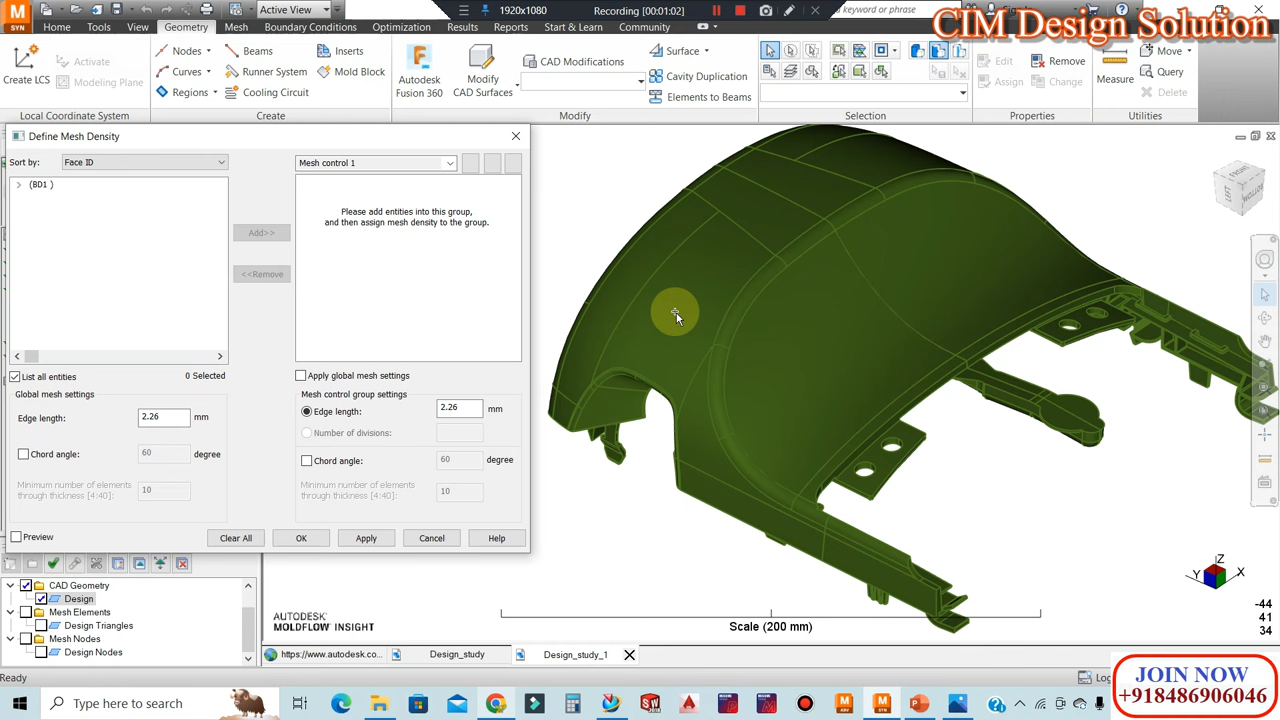 CIM Design Solution
1920x1080
Recording [00:01:02]
Active View
keyword or phrase
Home Tools View Geometry Mesh Boundary Conditions Optimization Results Reports Start & Learn Community
Create LCS
Activate
Modeling Plane
Nodes
Curves
Regions
Beams
Runner System
Cooling Circuit
Inserts
Mold Block
Autodesk
Fusion 360
Modify
CAD Surfaces
CAD Modifications
Surface
Cavity Duplication
Elements to Beams
Edit
Assign
Remove
Change
Measure
Move
Query
Delete
Local Coordinate System Create Modify Selection Properties Utilities
Define Mesh Density
Sort by: Face ID
Mesh control 1
(BD1 )
Please add entities into this group,
and then assign mesh density to the group.
Add>>
<<Remove
List all entities 0 Selected
Apply global mesh settings
Global mesh settings
Edge length: 2.26 mm
Chord angle: 60 degree
Minimum number of elements
through thickness [4:40]: 10
Mesh control group settings
Edge length: 2.26 mm
Number of divisions:
Chord angle: 60 degree
Minimum number of elements
through thickness [4:40]: 10
Preview
Clear All OK Apply Cancel Help
CAD Geometry
Design
Mesh Elements
Design Triangles
Mesh Nodes
Design Nodes
FRONT
LEFT
BOTTOM
AUTODESK
MOLDFLOW INSIGHT
Scale (200 mm)
Z
Y X
-44
41
34
https://www.autodesk.co... Design_study Design_study_1
Ready
Type here to search
JOIN NOW
+918486906046